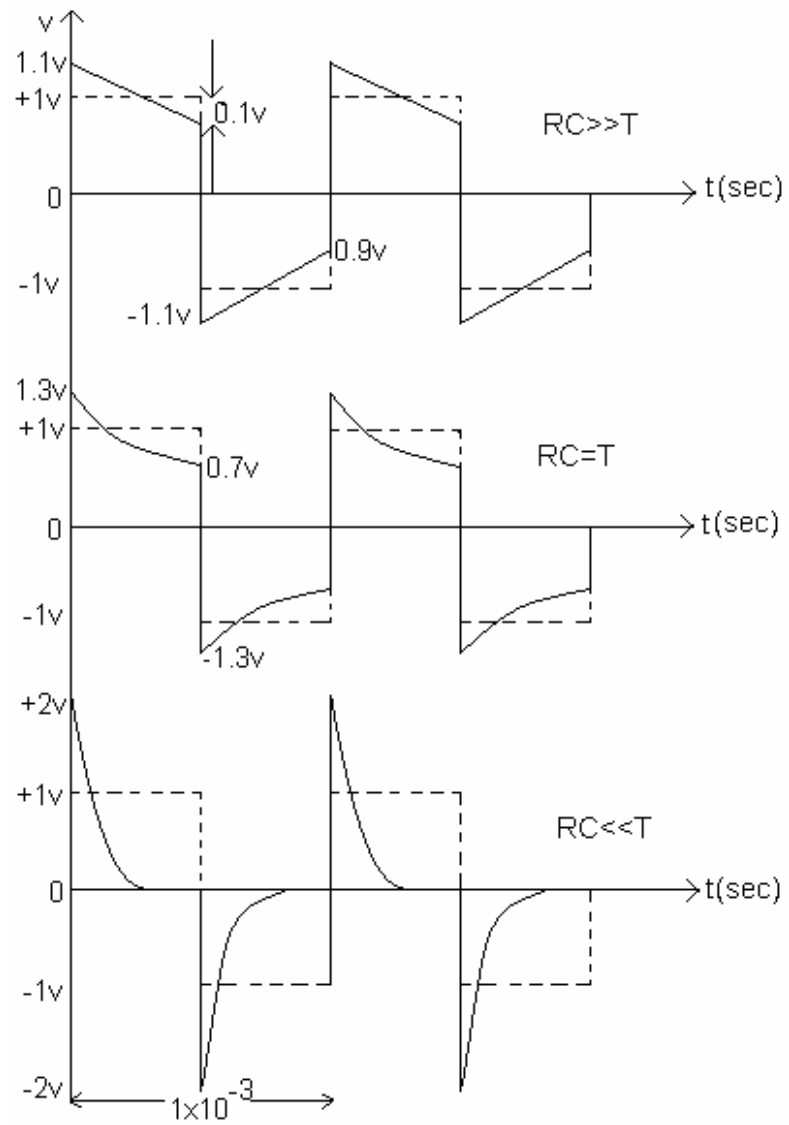 v
1.1v
+1v
0.1v
RC>>T
0
t(sec)
0.9v
-1v
-1.1v
1.3v
+1v
0.7v
RC=T
0
t(sec)
-1v
-1.3v
+2v
+1v
RC<<T
0
t(sec)
-1v
-2v
1x10-3